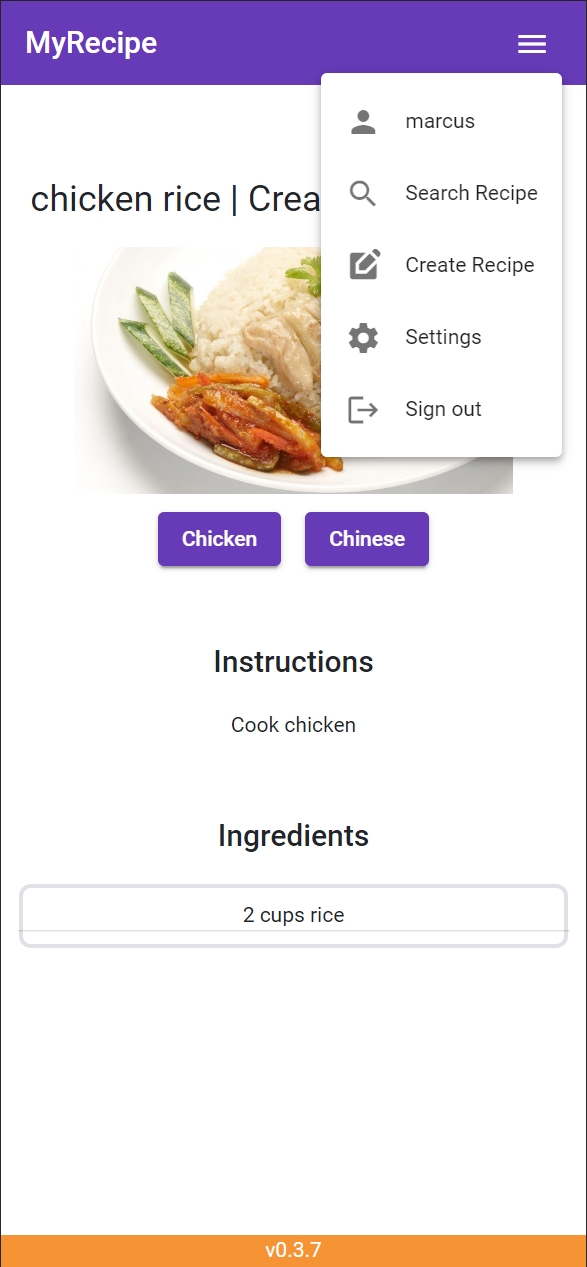 MyRecipe
marcus
Search Recipe
Create Recipe
Settings
Sign out
chicken rice | Crea
Chicken
Chinese
Instructions
Cook chicken
Ingredients
2 cups rice
v0.3.7